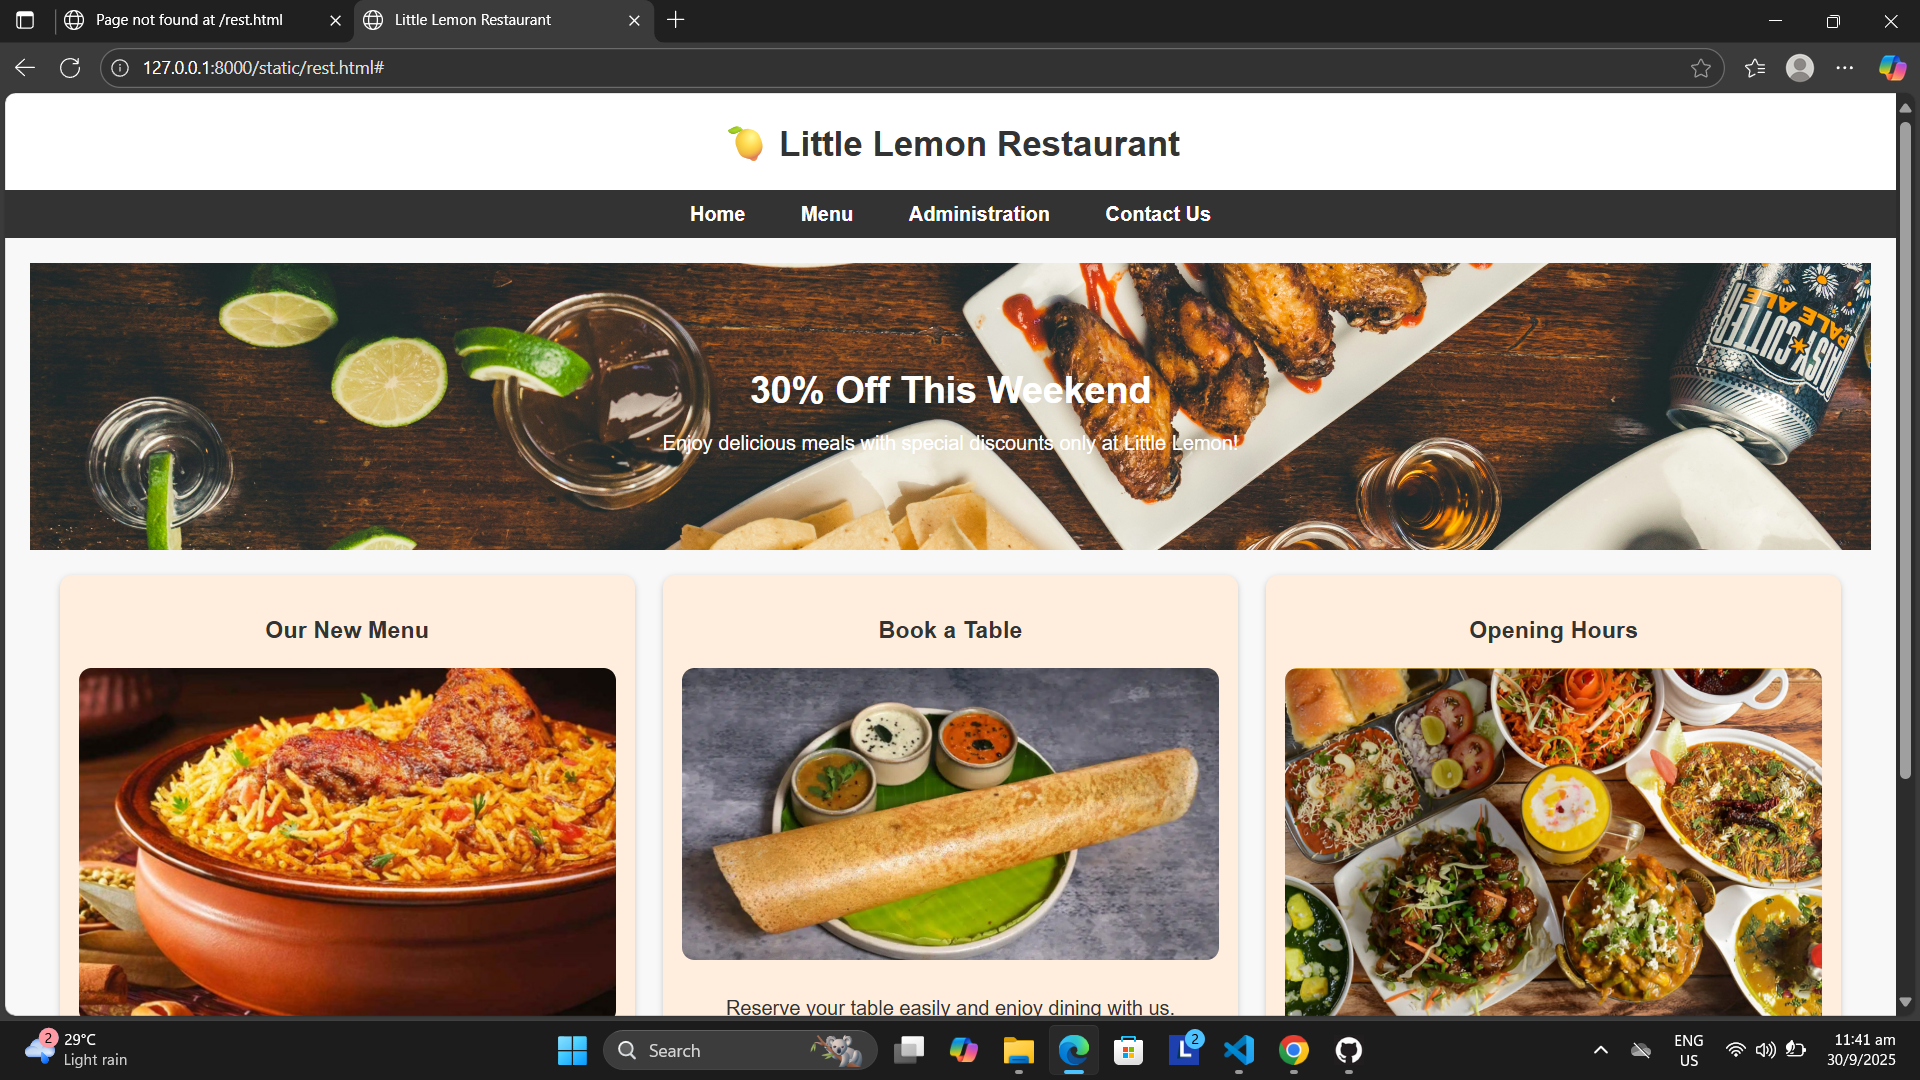 Page not found at /rest.html
Little Lemon Restaurant
127.0.0.1:8000/static/rest.html#
Little Lemon Restaurant
Home Menu Administration Contact Us
30% Off This Weekend
Enjoy delicious meals with special discounts only at Little Lemon!
PALE ALE
Our New Menu
Book a Table
Opening Hours
Reserve your table easily and enjoy dining with us.
2
29°C
Light rain
Search
L
2
ENG
US
11:41 am
30/9/2025